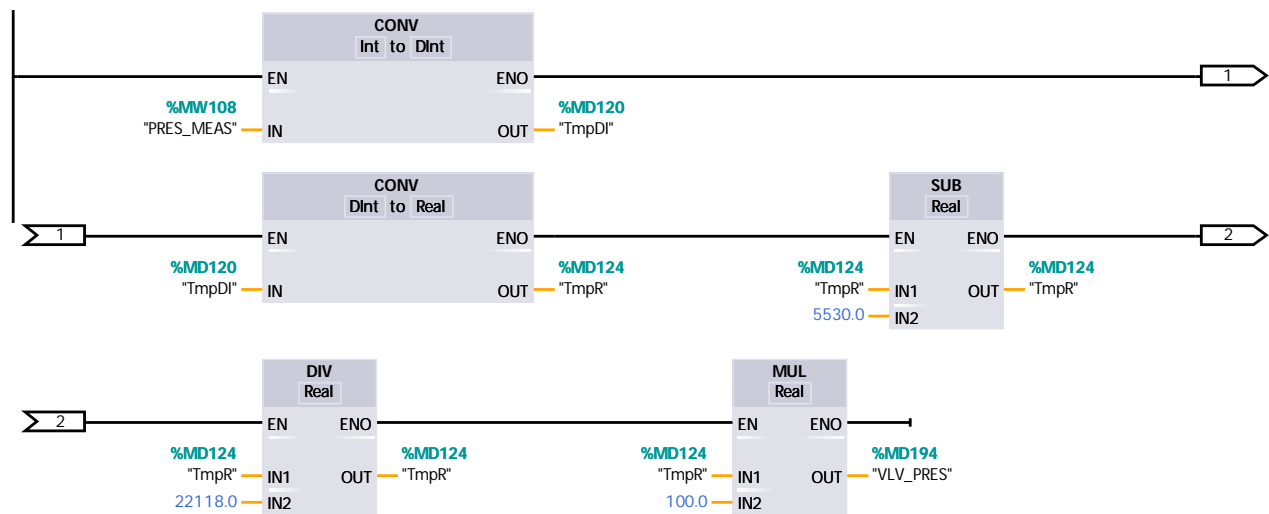 CONV
Int to DInt
EN ENO
1
%MW108 %MD120
"PRES_MEAS" IN OUT "TmpDI"
CONV SUB
DInt to Real Real
1 EN ENO EN ENO 2
%MD120 %MD124 %MD124 %MD124
"TmpDI" IN OUT "TmpR" "TmpR" IN1 OUT "TmpR"
5530.0 IN2
DIV MUL
Real Real
2 EN ENO EN ENO
%MD124 %MD124 %MD124 %MD194
"TmpR" IN1 OUT "TmpR" "TmpR" IN1 OUT "VLV_PRES"
22118.0 IN2 100.0 IN2